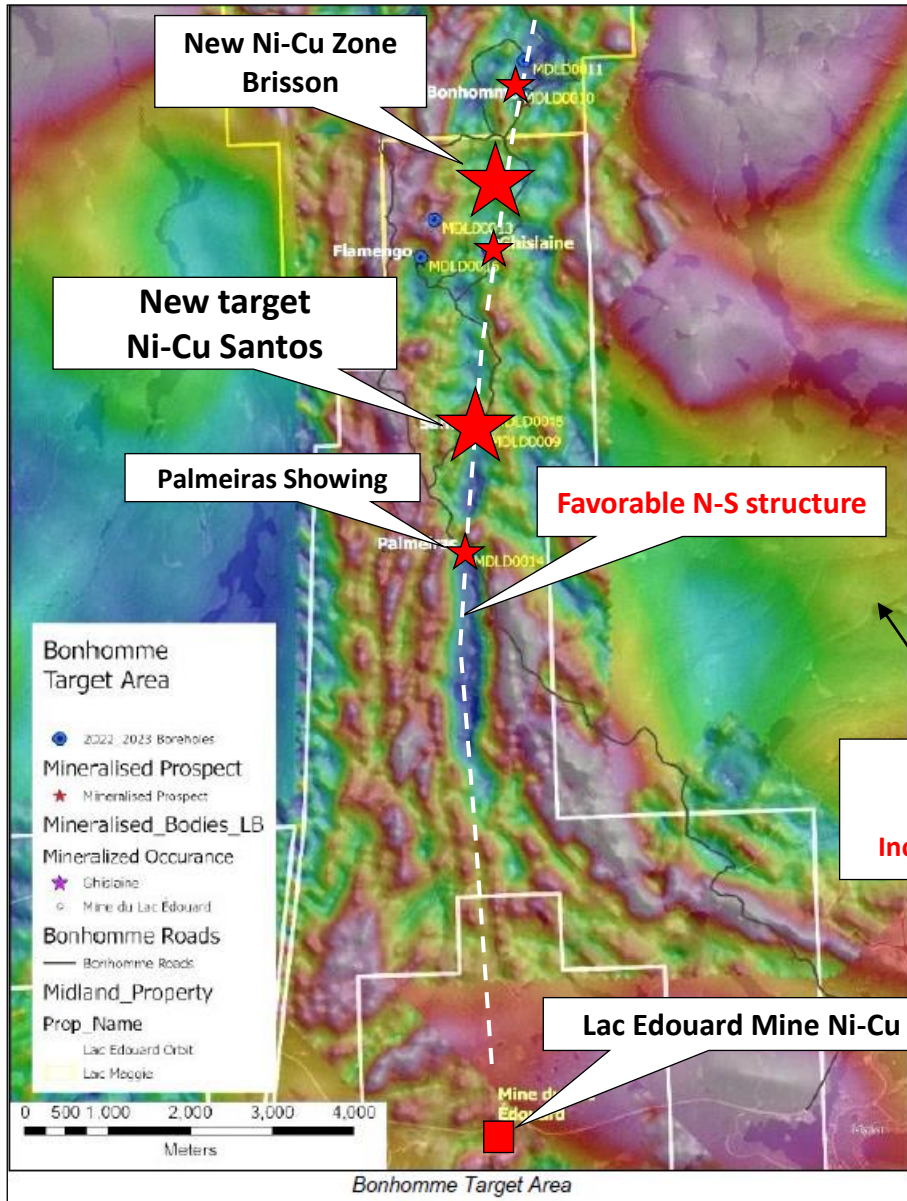 New Ni-Cu Zone
Brisson
MDLD0011
Bonhomme
MDLD0010
MDLD0013
Ghislaine
Flamengo
New target
Ni-Cu Santos
MDLD0009
Palmeiras Showing
Favorable N-S structure
Palmeiras
MDLD0014
Bonhomme
Target Area
2022_2023 Boreholes
Mineralised Prospect
Mineralised Prospect
Mineralised_Bodies_LB
Mineralized Occurance
Ghislaine
Mine du Lac Édouard
Bonhomme Roads
Bonhomme Roads
Midland_Property
Prop_Name
Lac Edouard Orbit
Lac Maggie
Lac Edouard Mine Ni-Cu
Mine du
Édouard
0 500 1,000 2,000 3,000 4,000
Meters
Bonhomme Target Area